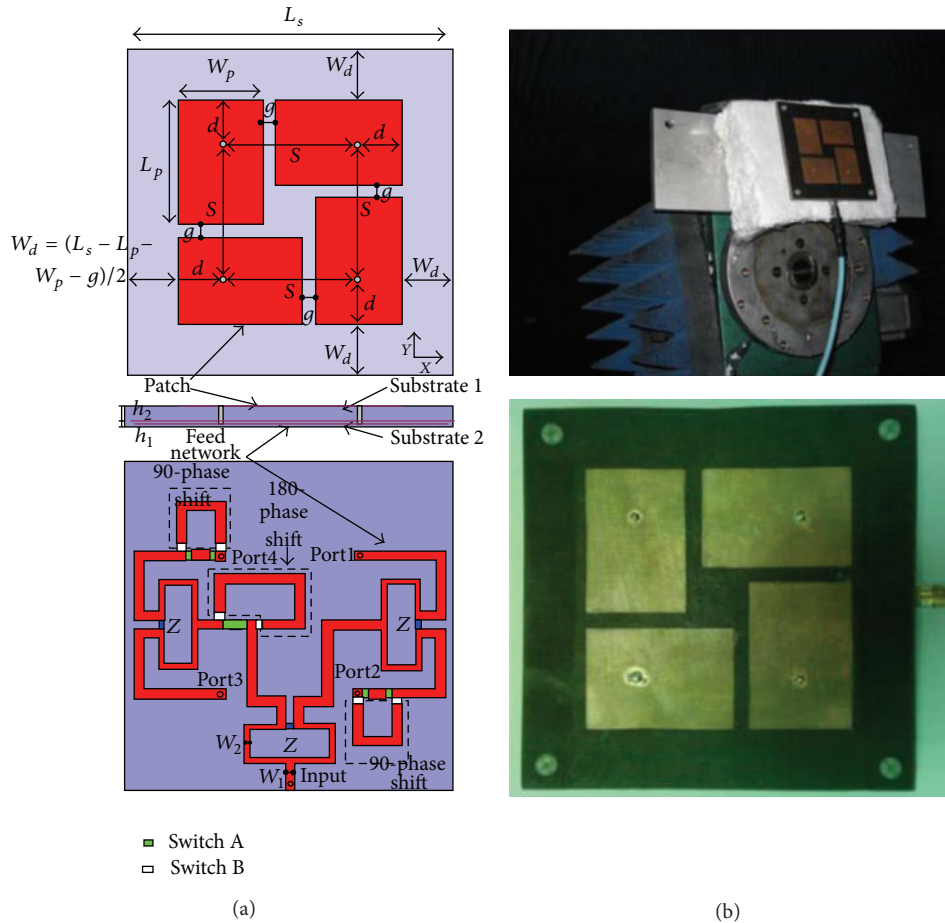 L_s
W_p
W_d
g
d
d
S
L_p
S
S
g
g
W_d = (L_s − L_p−
W_p − g)/2
d
S
W_d
g
d
W_d
Y
X
Patch
Substrate 1
h_2
h_1
Feed
network
Substrate 2
90-phase
shift
180-
phase
shift
Port4
Port1
Z
Z
Port3
Port2
W_2
Z
W_1
Input
90-phase
shift
Switch A
Switch B
(a)
(b)